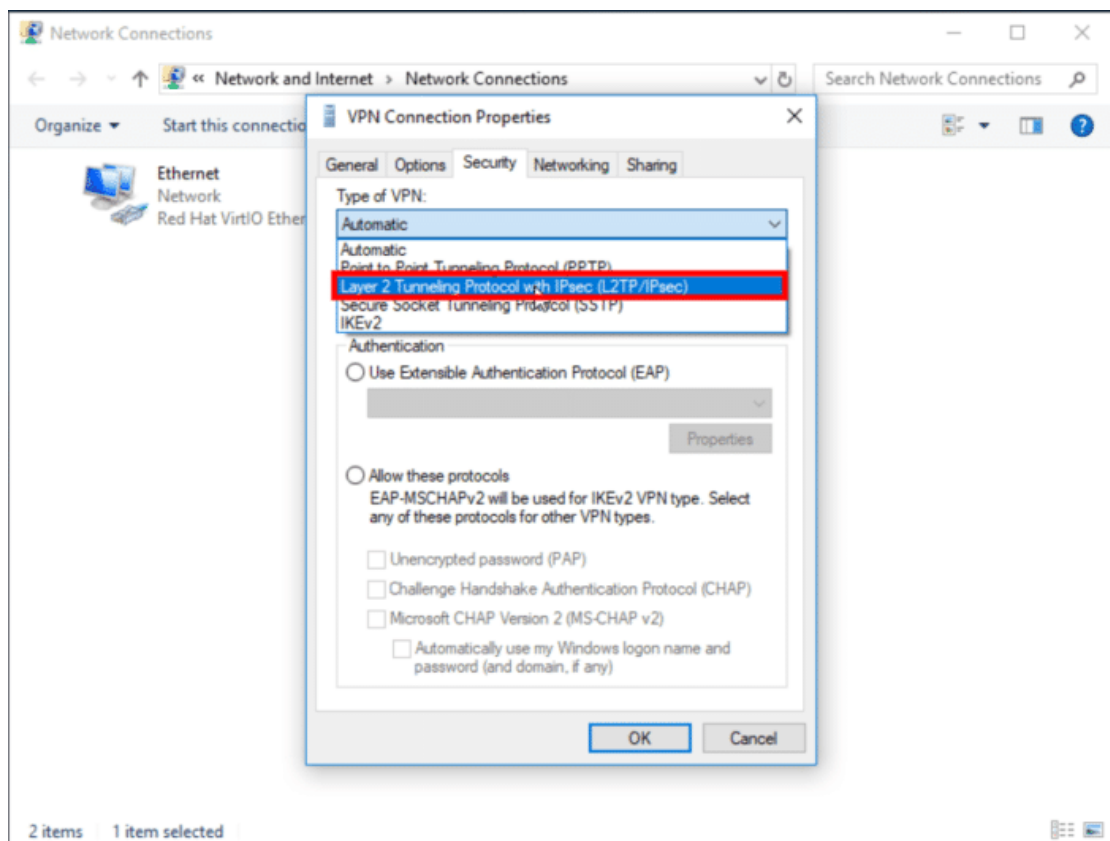 Network Connections
« Network and Internet > Network Connections
Search Network Connections
Organize
Start this connectio
Ethernet
Network
Red Hat VirtIO Ether
VPN Connection Properties
General Options Security Networking Sharing
Type of VPN:
Automatic
Automatic
Point to Point Tunneling Protocol (PPTP)
Layer 2 Tunneling Protocol with IPsec (L2TP/IPsec)
Secure Socket Tunneling Protocol (SSTP)
IKEv2
Authentication
Use Extensible Authentication Protocol (EAP)
Properties
Allow these protocols
EAP-MSCHAPv2 will be used for IKEv2 VPN type. Select
any of these protocols for other VPN types.
Unencrypted password (PAP)
Challenge Handshake Authentication Protocol (CHAP)
Microsoft CHAP Version 2 (MS-CHAP v2)
Automatically use my Windows logon name and
password (and domain, if any)
OK Cancel
2 items 1 item selected